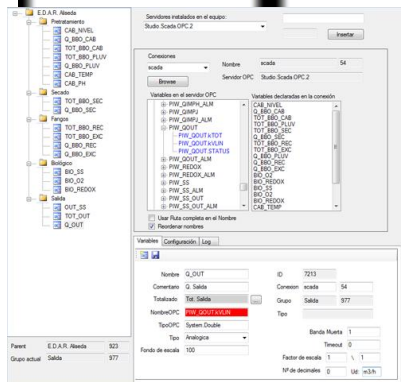 E.D.A.R. Aliseda
Pretratamiento
CAB_NIVEL
Q_BBO_CAB
TOT_BBO_CAB
TOT_BBO_PLUV
Q_BBO_PLUV
CAB_TEMP
CAB_PH
Secado
TOT_BBO_SEC
Q_BBO_SEC
Fangos
TOT_BBO_REC
TOT_BBO_EXC
Q_BBO_REC
Q_BBO_EXC
Biológico
BIO_SS
BIO_O2
BIO_REDOX
Salida
OUT_SS
TOT_OUT
Q_OUT
Parent E.D.A.R. Aliseda 923
Grupo actual Salida 977
Servidores instalados en el equipo:
Studio.Scada.OPC.2
Insertar
Conexiones
scada
Nombre scada 54
Browse
Servidor OPC Studio.Scada.OPC.2
Variables en el servidor OPC
PIW_QIMPH_ALM
PIW_QIMPJ
PIW_QIMPJ_ALM
PIW_QOUT
PIW_QOUT.kTOT
PIW_QOUT.kVLIN
PIW_QOUT.STATUS
PIW_QOUT_ALM
PIW_REDOX
PIW_REDOX_ALM
PIW_SS
PIW_SS_ALM
PIW_SS_OUT
PIW_SS_OUT_ALM
Variables declaradas en la conexión
CAB_NIVEL
Q_BBO_CAB
TOT_BBO_CAB
TOT_BBO_SEC
Q_BBO_SEC
TOT_BBO_REC
TOT_BBO_EXC
Q_BBO_PLUV
Q_BBO_REC
Q_BBO_EXC
BIO_O2
BIO_REDOX
BIO_SS
BIO_O2
BIO_REDOX
CAB_TEMP
Usar Ruta completa en el Nombre
Reordenar nombres
Variables Configuración Log
Nombre Q_OUT
Comentario Q. Salida
Totalizado Tot. Salida ...
NombreOPC PIW_QOUT.kVLIN
TipoOPC System.Double
Tipo Analogica
Fondo de escala 100
ID 7213
Conexion scada 54
Grupo Salida 977
Tipo
Banda Muerta 1
Timeout 0
Factor de escala 1 \ 1
Nº de decimales 0 Ud: m3/h